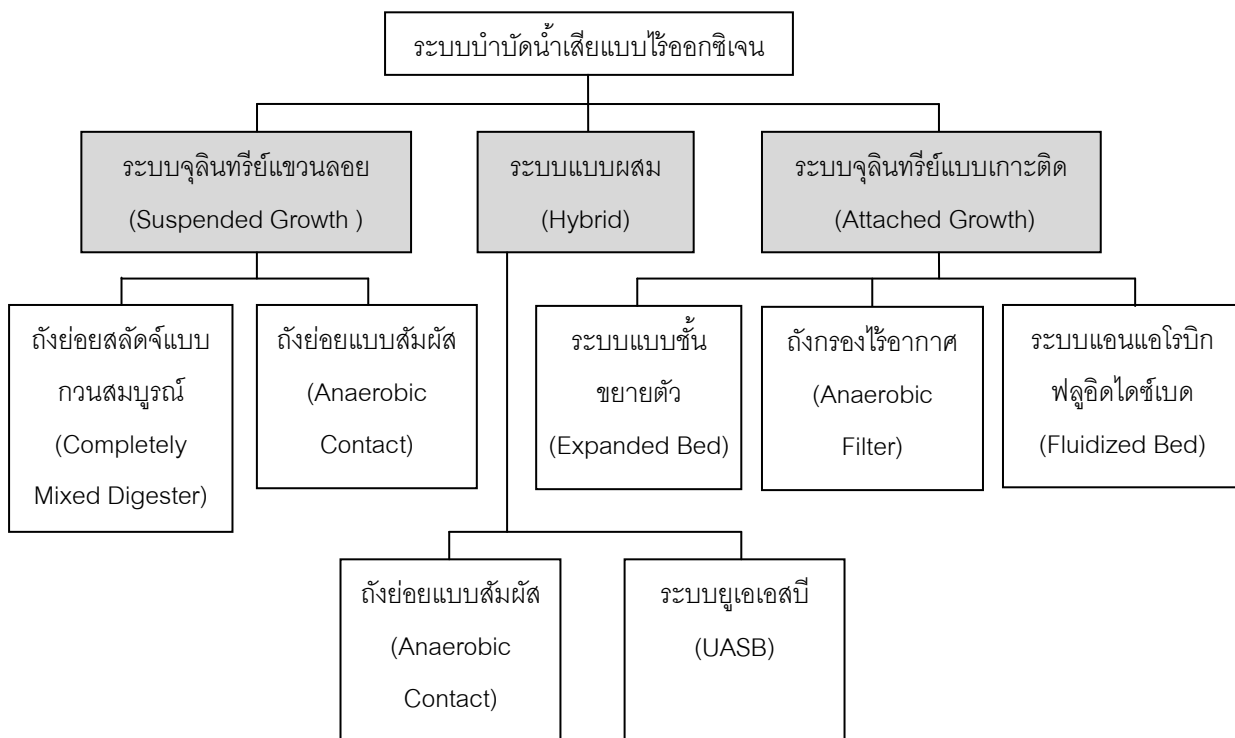 ระบบบำบัดน้ำเสียแบบไร้ออกซิเจน
ระบบจุลินทรีย์แขวนลอย
(Suspended Growth )
ระบบแบบผสม
(Hybrid)
ระบบจุลินทรีย์แบบเกาะติด
(Attached Growth)
ถังย่อยสลัดจ์แบบ
กวนสมบูรณ์
(Completely
Mixed Digester)
ถังย่อยแบบสัมผัส
(Anaerobic
Contact)
ระบบแบบชั้น
ขยายตัว
(Expanded Bed)
ถังกรองไร้อากาศ
(Anaerobic
Filter)
ระบบแอนแอโรบิก
ฟลูอิดไดซ์เบด
(Fluidized Bed)
ถังย่อยแบบสัมผัส
(Anaerobic
Contact)
ระบบยูเอเอสบี
(UASB)